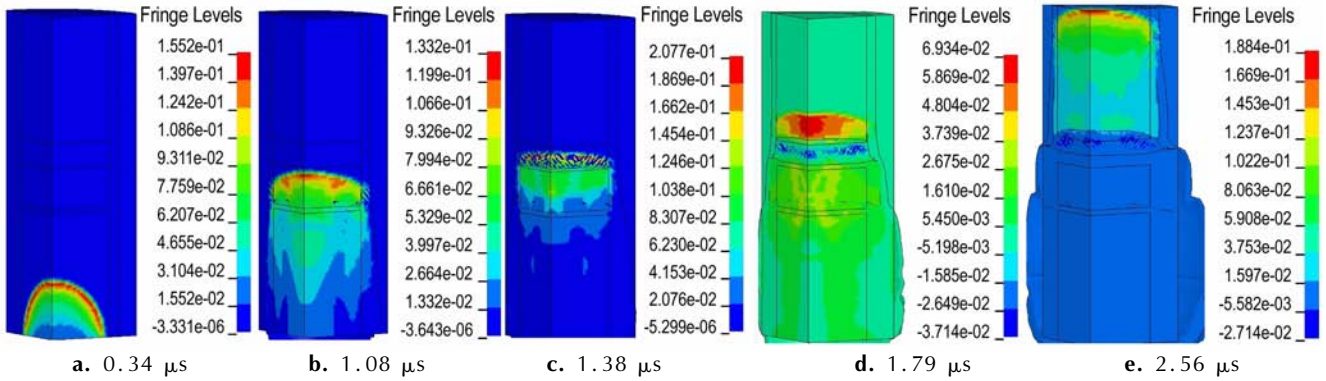 Fringe Levels
1.552e-01
1.397e-01
1.242e-01
1.086e-01
9.311e-02
7.759e-02
6.207e-02
4.655e-02
3.104e-02
1.552e-02
-3.331e-06
a. 0.34 μs
Fringe Levels
1.332e-01
1.199e-01
1.066e-01
9.326e-02
7.994e-02
6.661e-02
5.329e-02
3.997e-02
2.664e-02
1.332e-02
-3.643e-06
b. 1.08 μs
Fringe Levels
2.077e-01
1.869e-01
1.662e-01
1.454e-01
1.246e-01
1.038e-01
8.307e-02
6.230e-02
4.153e-02
2.076e-02
-5.299e-06
c. 1.38 μs
Fringe Levels
6.934e-02
5.869e-02
4.804e-02
3.739e-02
2.675e-02
1.610e-02
5.450e-03
-5.198e-03
-1.585e-02
-2.649e-02
-3.714e-02
d. 1.79 μs
Fringe Levels
1.884e-01
1.669e-01
1.453e-01
1.237e-01
1.022e-01
8.063e-02
5.908e-02
3.753e-02
1.597e-02
-5.582e-03
-2.714e-02
e. 2.56 μs